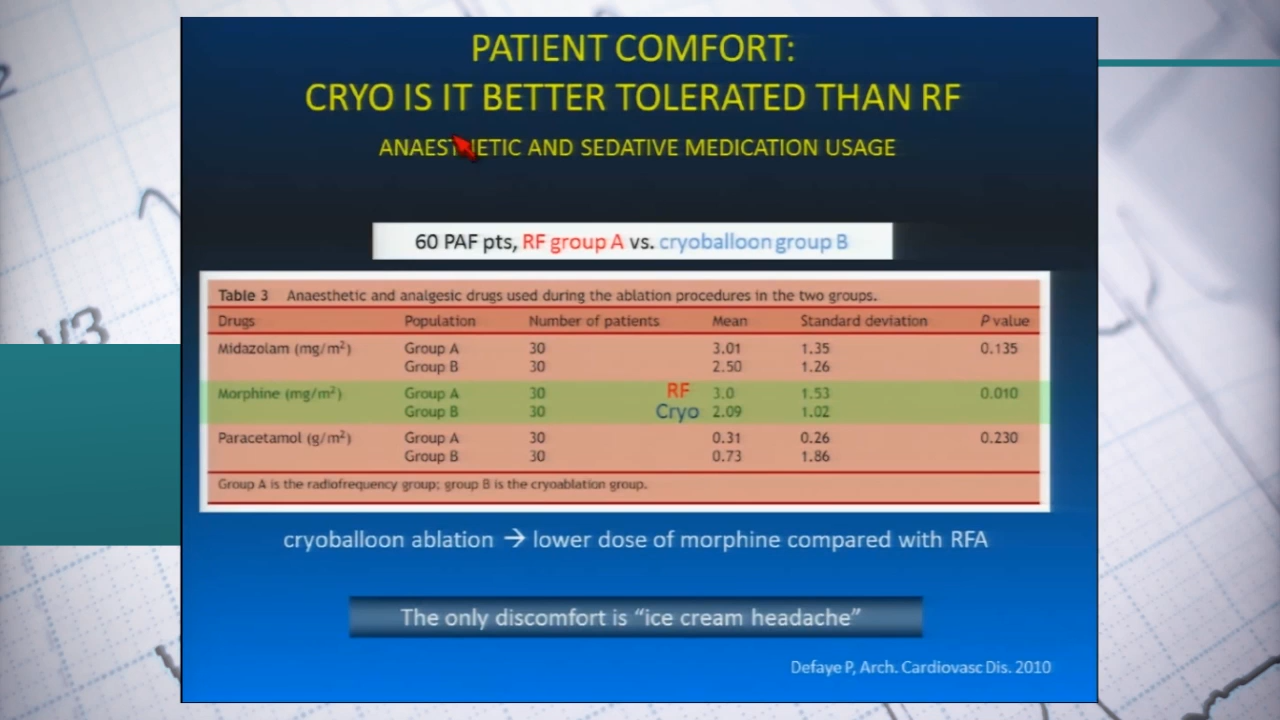 PATIENT COMFORT:
CRYO IS IT BETTER TOLERATED THAN RF
ANAESTHETIC AND SEDATIVE MEDICATION USAGE
60 PAF pts, RF group A vs. cryoballoon group B
Table 3 Anaesthetic and analgesic drugs used during the ablation procedures in the two groups.
Drugs Population Number of patients Mean Standard deviation P value
Midazolam (mg/m²) Group A 30 3.01 1.35 0.135
Group B 30 2.50 1.26
Morphine (mg/m²) Group A 30 RF 3.0 1.53 0.010
Group B 30 Cryo 2.09 1.02
Paracetamol (g/m²) Group A 30 0.31 0.26 0.230
Group B 30 0.73 1.86
Group A is the radiofrequency group; group B is the cryoablation group.
cryoballoon ablation → lower dose of morphine compared with RFA
The only discomfort is “ice cream headache”
Defaye P, Arch. Cardiovasc Dis. 2010
V3